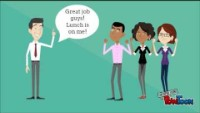 Great job
guys!
Lunch is
on me!